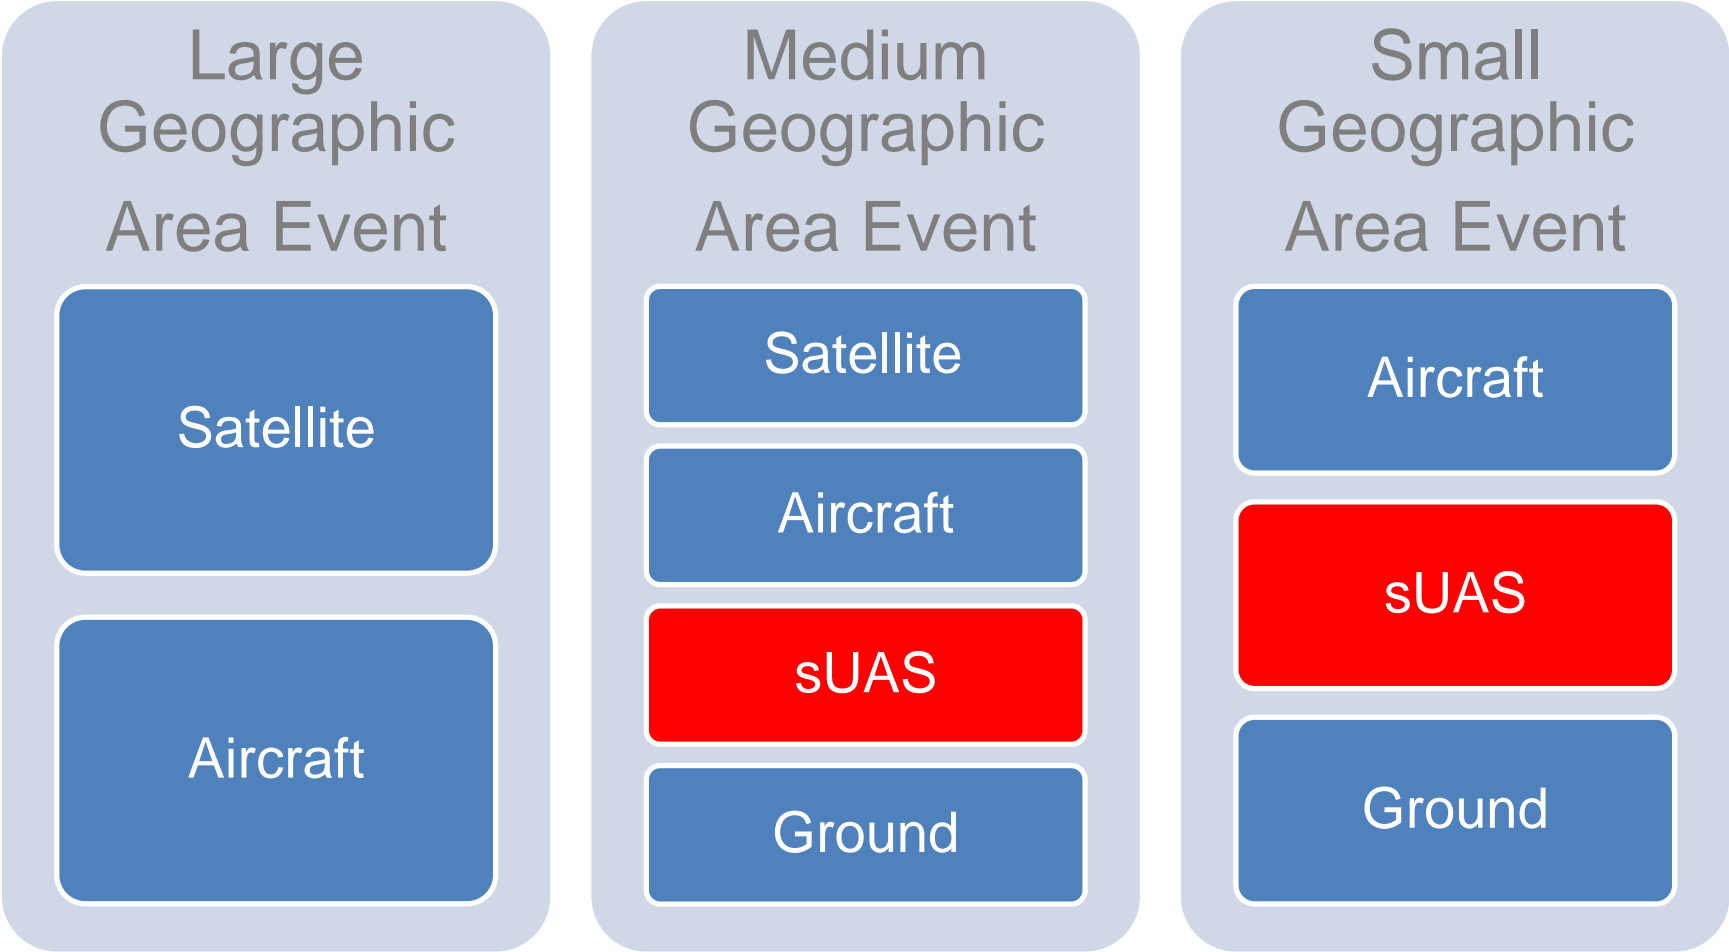 Large
Geographic
Area Event
Satellite
Aircraft
Medium
Geographic
Area Event
Satellite
Aircraft
sUAS
Ground
Small
Geographic
Area Event
Aircraft
sUAS
Ground